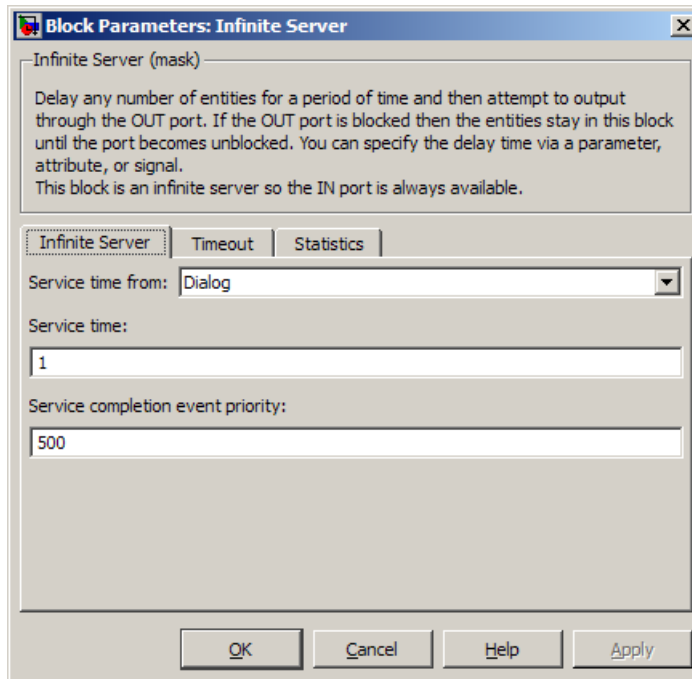 Block Parameters: Infinite Server
Infinite Server (mask)
Delay any number of entities for a period of time and then attempt to output
through the OUT port. If the OUT port is blocked then the entities stay in this block
until the port becomes unblocked. You can specify the delay time via a parameter,
attribute, or signal.
This block is an infinite server so the IN port is always available.
Infinite Server Timeout Statistics
Service time from: Dialog
Service time:
1
Service completion event priority:
500
OK Cancel Help Apply